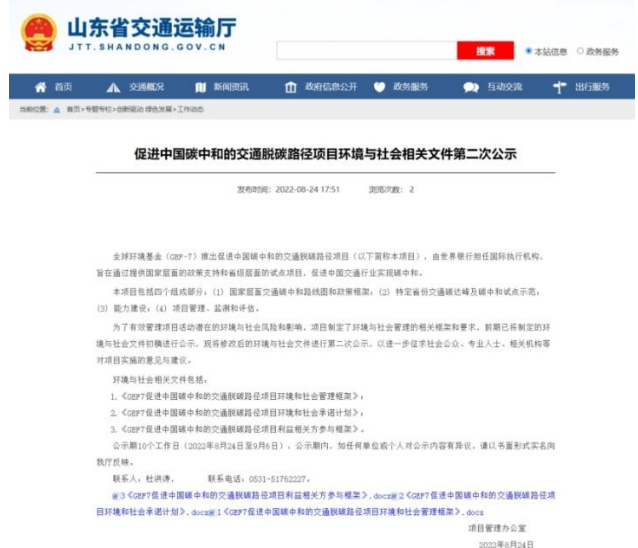 山东省交通运输厅
JTT.SHANDONG.GOV.CN
搜索 本站信息 政务服务
首页 交通概况 新闻资讯 政府信息公开 政务服务 互动交流 出行服务
当前位置: 首页>专题专栏>创新驱动 绿色发展>工作动态
促进中国碳中和的交通脱碳路径项目环境与社会相关文件第二次公示
发布时间: 2022-08-24 17:51 浏览次数: 2
全球环境基金（GEF-7）推出促进中国碳中和的交通脱碳路径项目（以下简称本项目），由世界银行担任国际执行机构，
旨在通过提供国家层面的政策支持和省级层面的试点项目，促进中国交通行业实现碳中和。
本项目包括四个组成部分，(1) 国家层面交通碳中和路线图和政策框架；(2) 特定省份交通碳达峰及碳中和试点示范；
(3) 能力建设；(4) 项目管理、监测和评估。
为了有效管理项目活动潜在的环境与社会风险和影响，项目制定了环境与社会管理的相关框架和要求。前期已将制定的环
境与社会文件初稿进行公示，现将修改后的环境与社会文件进行第二次公示，以进一步征求社会公众、专业人士、相关机构等
对项目实施的意见与建议。
环境与社会相关文件包括：
1.《GEF7促进中国碳中和的交通脱碳路径项目环境和社会管理框架》；
2.《GEF7促进中国碳中和的交通脱碳路径项目环境和社会承诺计划》；
3.《GEF7促进中国碳中和的交通脱碳路径项目利益相关方参与框架》。
公示期10个工作日（2022年8月24日至9月6日）。公示期内，如任何单位或个人对公示内容有异议，请以书面形式实名向
我厅反映。
联系人：杜洪涛， 联系电话：0531-51762227。
3《GEF7促进中国碳中和的交通脱碳路径项目利益相关方参与框架》.docx 2《GEF7促进中国碳中和的交通脱碳路径项
目环境和社会承诺计划》.docx 1《GEF7促进中国碳中和的交通脱碳路径项目环境和社会管理框架》.docx
项目管理办公室
2022年8月24日